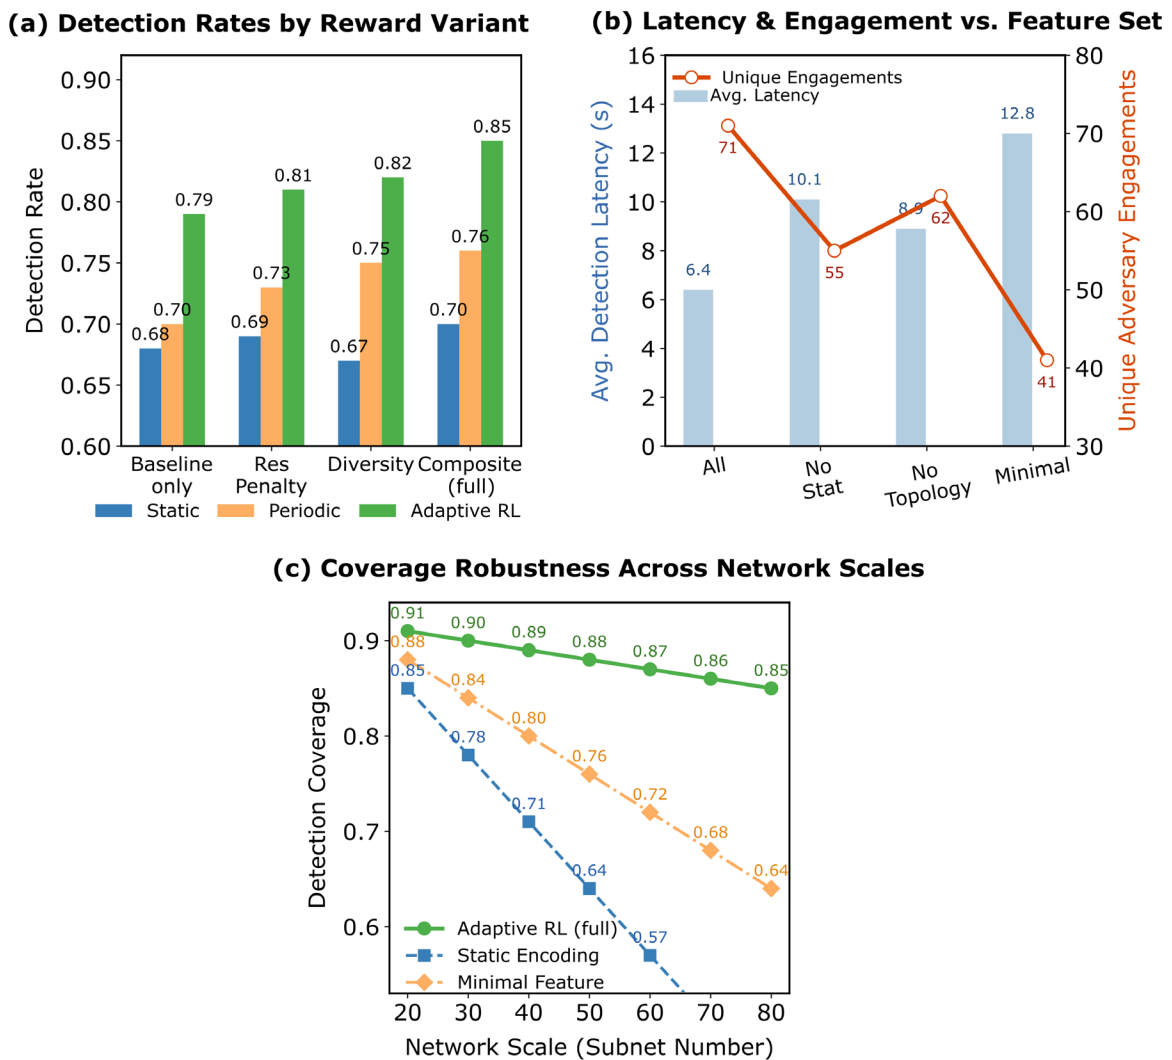 (a) Detection Rates by Reward Variant
0.90
0.85
0.80
0.75
0.70
0.65
0.60
Detection Rate
0.68
0.70
0.79
0.69
0.73
0.81
0.67
0.75
0.82
0.70
0.76
0.85
Baseline
only
Res
Penalty
Diversity
Composite
(full)
Static
Periodic
Adaptive RL
(b) Latency & Engagement vs. Feature Set
16
14
12
10
8
6
4
2
0
Avg. Detection Latency (s)
Unique Engagements
Avg. Latency
6.4
10.1
8.9
12.8
71
55
62
41
80
70
60
50
40
30
Unique Adversary Engagements
All
No
Stat
No
Topology
Minimal
(c) Coverage Robustness Across Network Scales
0.9
0.8
0.7
0.6
Detection Coverage
0.91
0.90
0.89
0.88
0.87
0.86
0.85
0.88
0.84
0.80
0.76
0.72
0.68
0.64
0.85
0.78
0.71
0.64
0.57
Adaptive RL (full)
Static Encoding
Minimal Feature
20
30
40
50
60
70
80
Network Scale (Subnet Number)